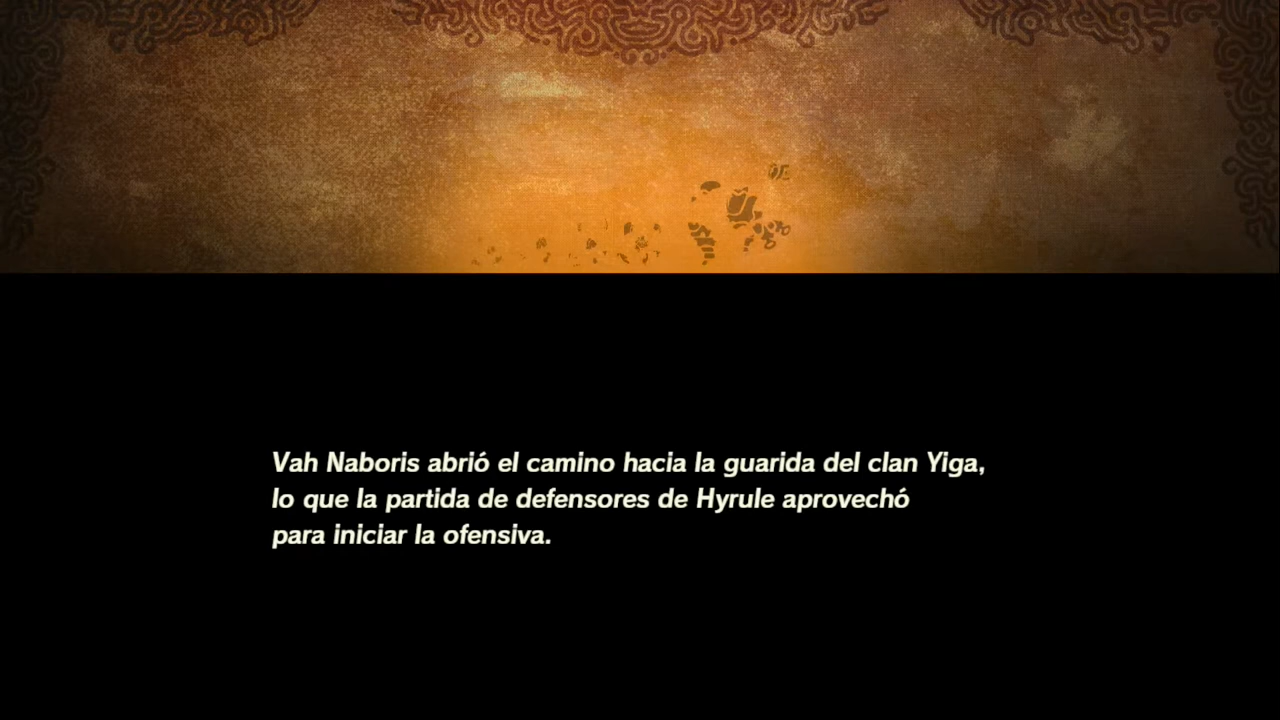 Vah Naboris abrió el camino hacia la guarida del clan Yiga,
lo que la partida de defensores de Hyrule aprovechó
para iniciar la ofensiva.